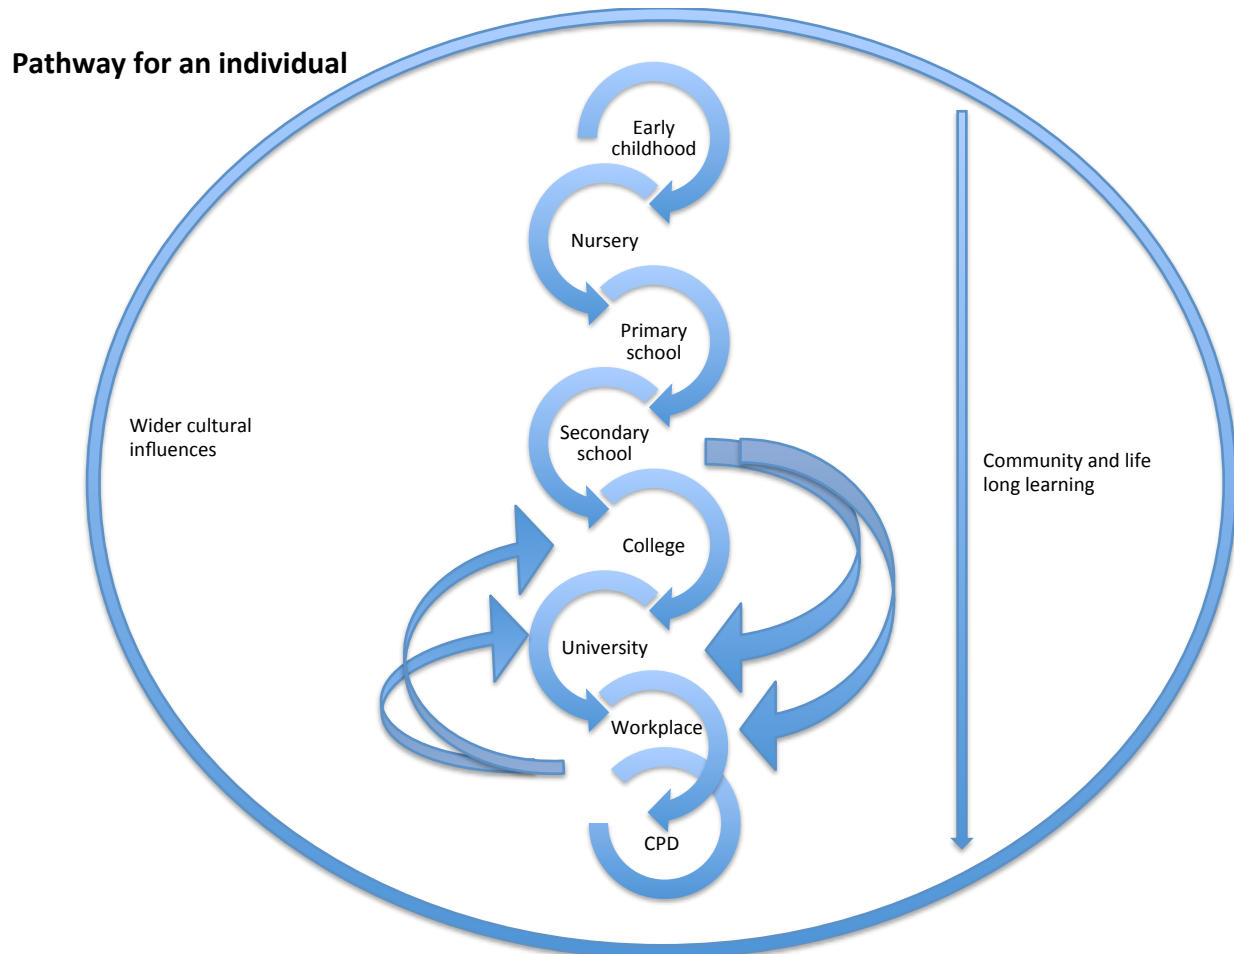 Pathway for an individual
Early
childhood
Nursery
Primary
school
Wider cultural
influences
Secondary
school
Community and life
long learning
College
University
Workplace
CPD